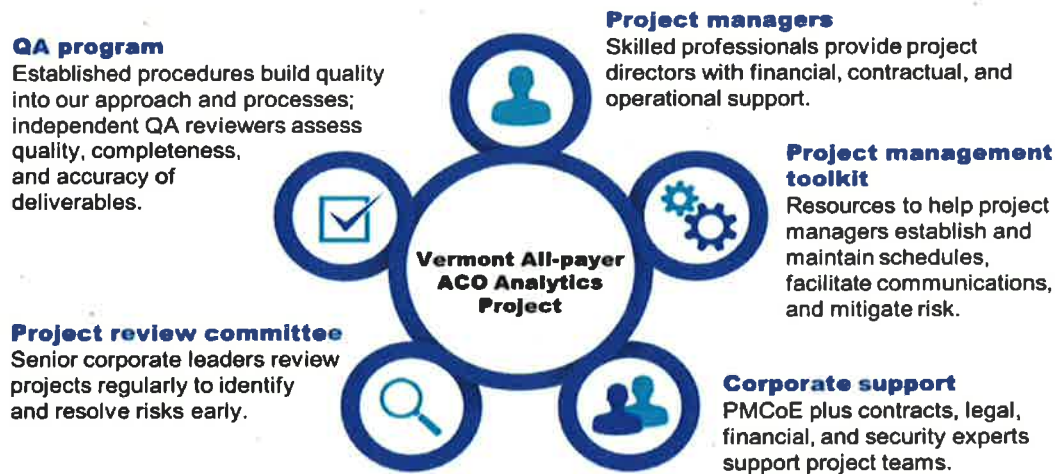 QA program
Established procedures build quality
into our approach and processes;
independent QA reviewers assess
quality, completeness,
and accuracy of
deliverables.
Project managers
Skilled professionals provide project
directors with financial, contractual, and
operational support.
Project management
toolkit
Resources to help project
managers establish and
maintain schedules,
facilitate communications,
and mitigate risk.
Vermont All-payer
ACO Analytics
Project
Project review committee
Senior corporate leaders review
projects regularly to identify
and resolve risks early.
Corporate support
PMCoE plus contracts, legal,
financial, and security experts
support project teams.